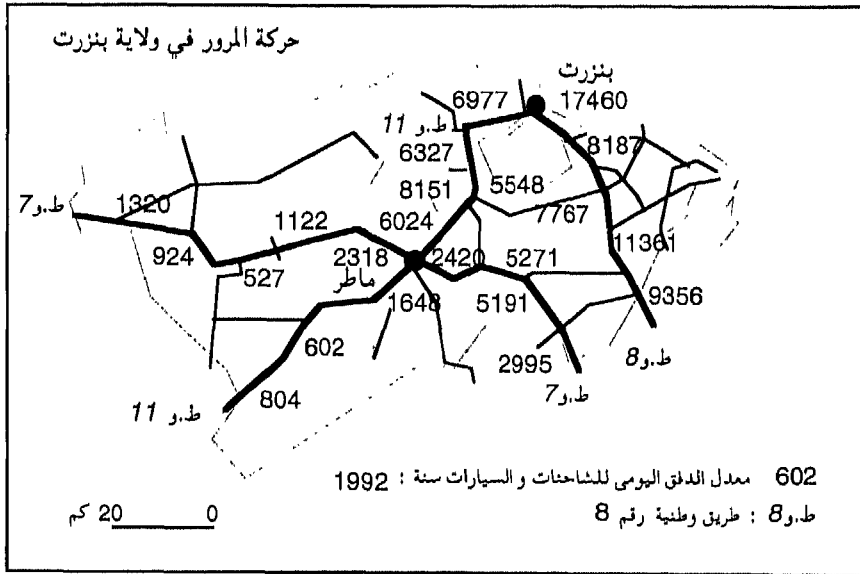 حركة المرور في ولاية بنزرت
بنزرت
17460
6977
ط.و 11
8187
6327
8151
5548
7767
ط.و7
1320
1122
6024
924
527
2318
2420
5271
11361
ماطر
1648
5191
9356
602
2995
ط.و8
804
ط.و7
ط.و 11
602 معدل الدفق اليومي للشاحنات و السيارات سنة : 1992
ط.و8 : طريق وطنية رقم 8
0 20 كم